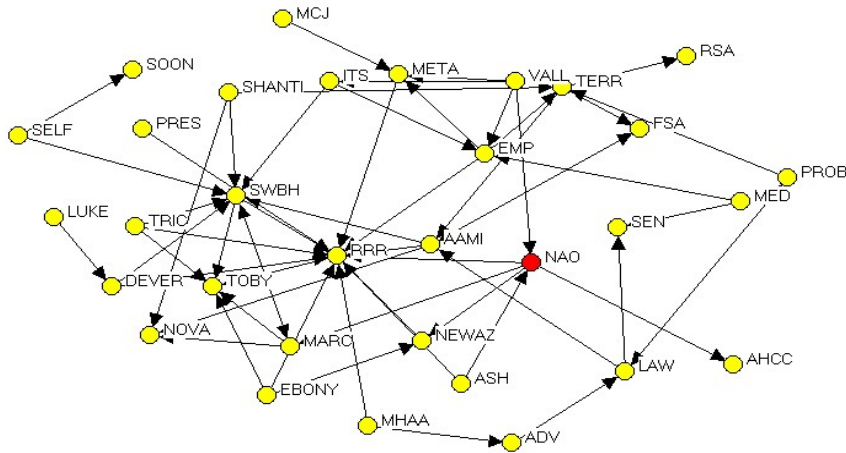 MCJ
SOON
RSA
SHANTI
ITS
META
VALL
TERR
SELF
PRES
FSA
EMP
PROB
SWBH
MED
LUKE
TRIC
SEN
RRR
AAMI
NAO
DEVER
TOBY
NOVA
MARC
NEWAZ
AHCC
LAW
EBONY
ASH
MHAA
ADV